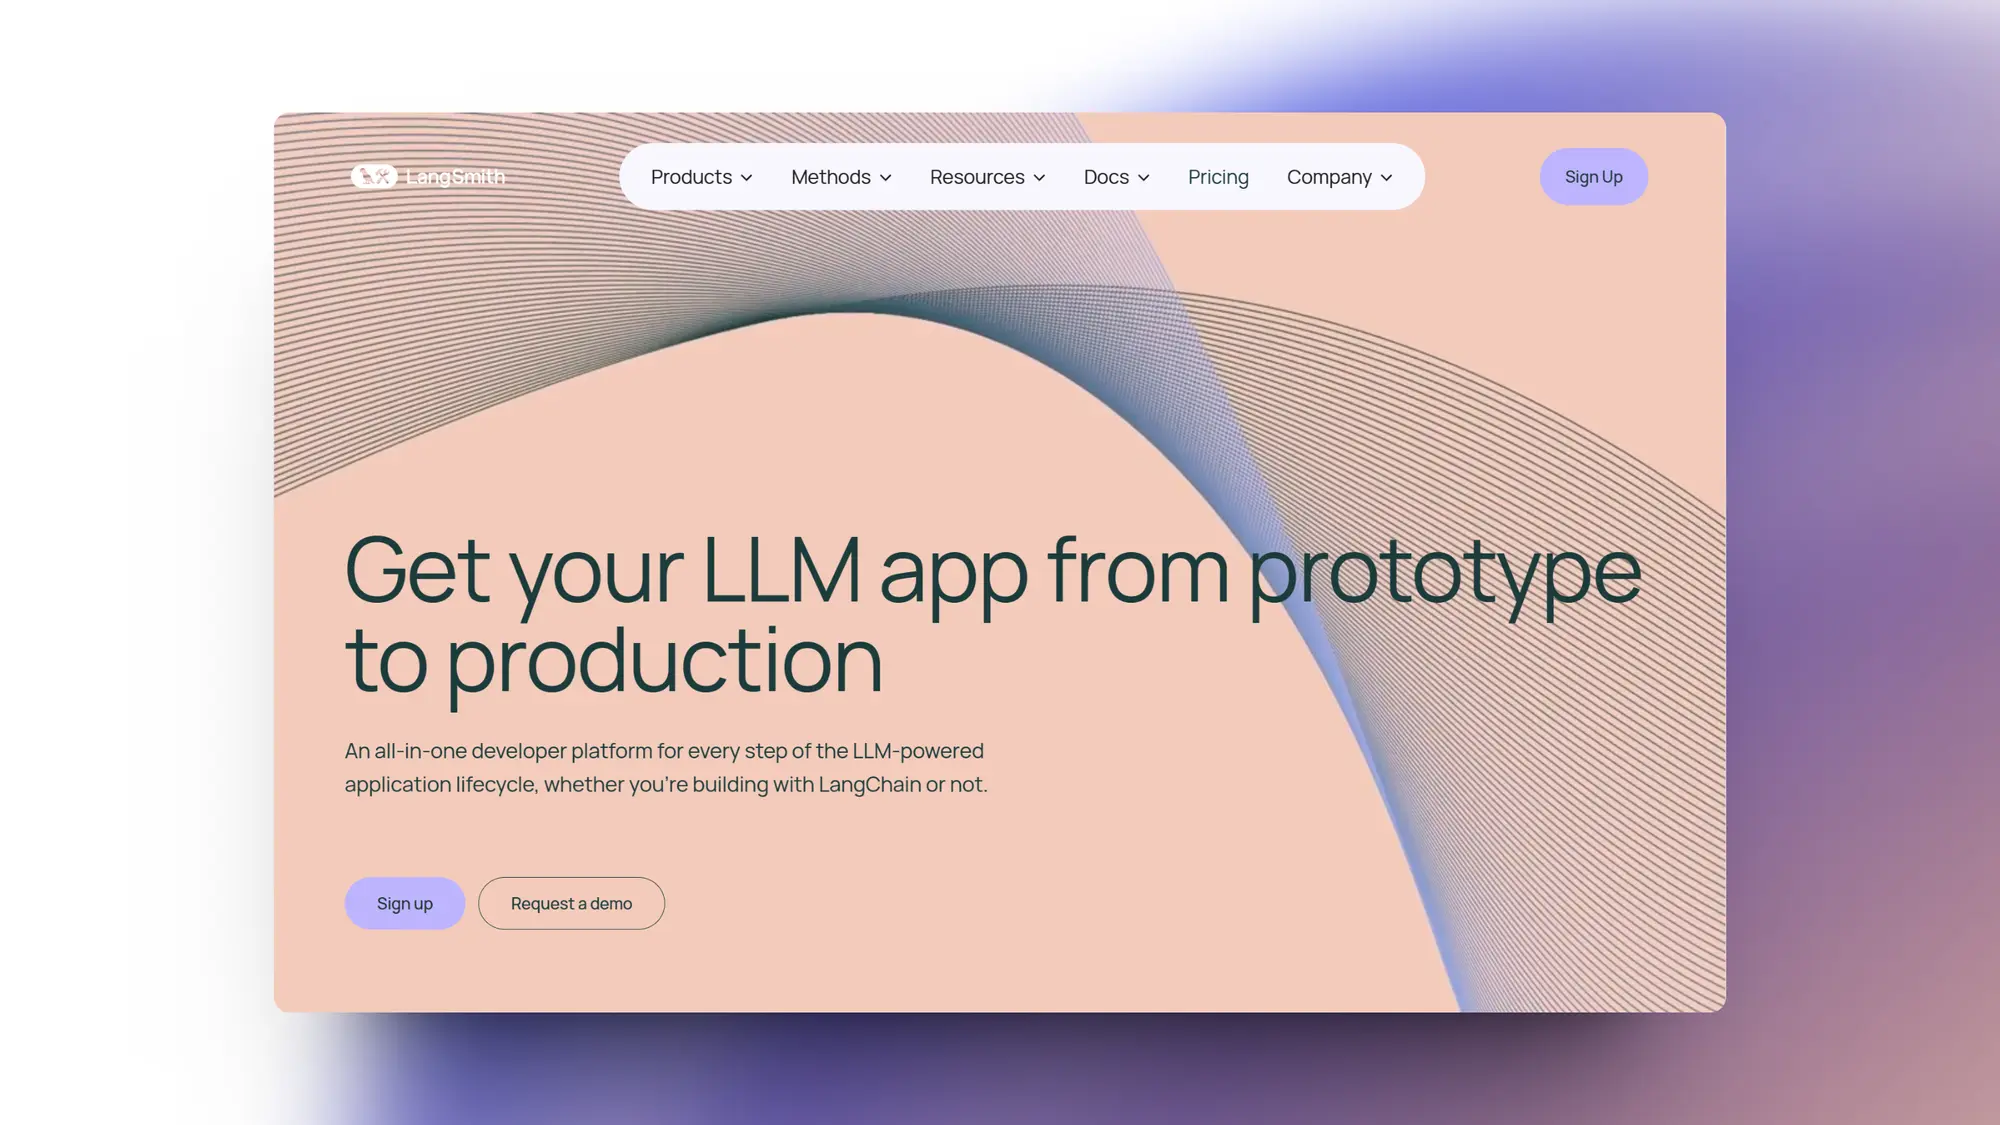 LangSmith
Products
Methods
Resources
Docs
Pricing
Company
Sign Up
Get your LLM app from prototype
to production
An all-in-one developer platform for every step of the LLM-powered
application lifecycle, whether you're building with LangChain or not.
Sign up
Request a demo